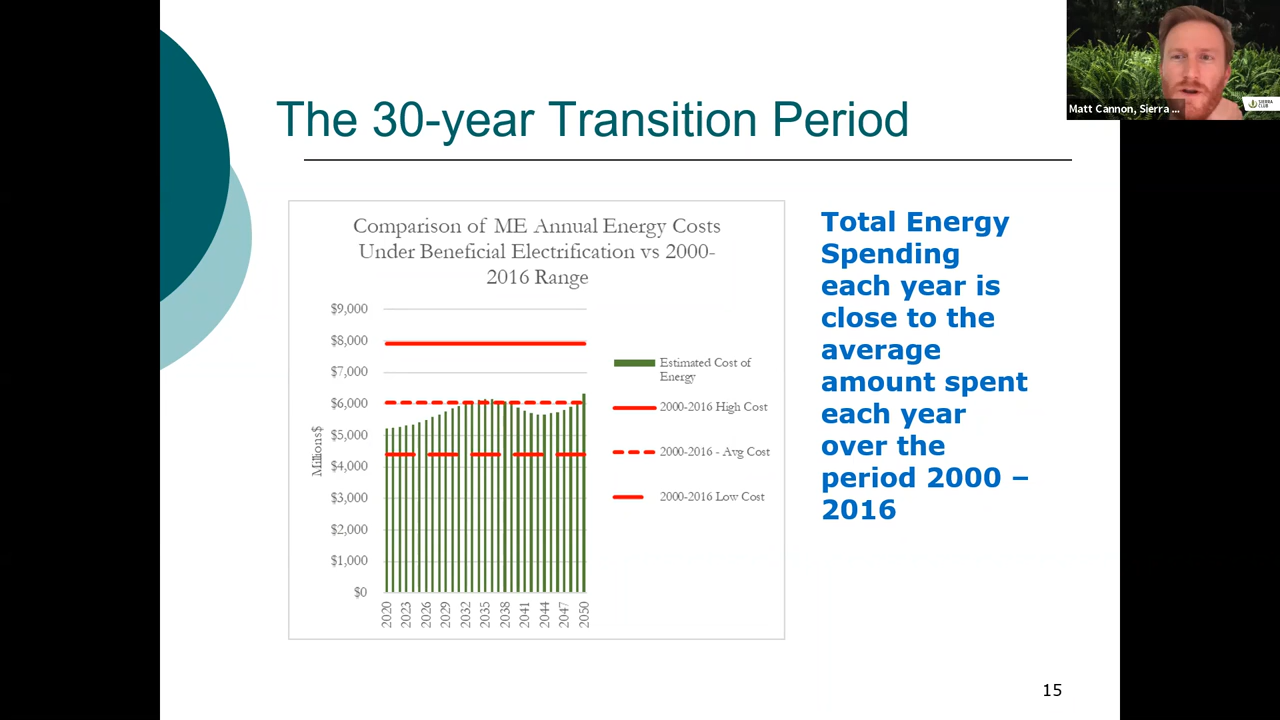 Matt Cannon, Sierra ...
SIERRA
CLUB
The 30-year Transition Period
Comparison of ME Annual Energy Costs
Under Beneficial Electrification vs 2000-
2016 Range
$9,000
$8,000
$7,000
$6,000
$5,000
$4,000
$3,000
$2,000
$1,000
$0
Millions$
2020
2023
2026
2029
2032
2035
2038
2041
2044
2047
2050
Estimated Cost of
Energy
2000-2016 High Cost
2000-2016 - Avg Cost
2000-2016 Low Cost
Total Energy
Spending
each year is
close to the
average
amount spent
each year
over the
period 2000 –
2016
15